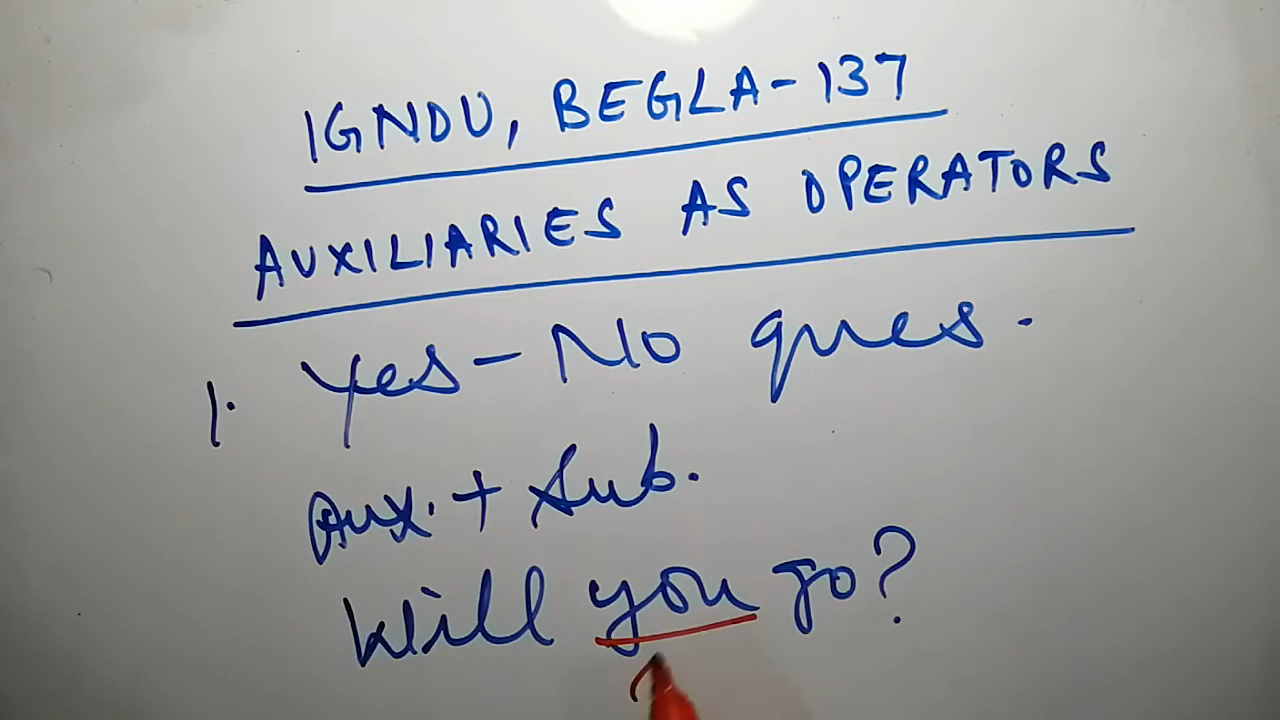 IGNOU, BEGLA-137
AUXILIARIES AS OPERATORS
1. Yes-No ques.
Aux. + Sub.
Will you go?